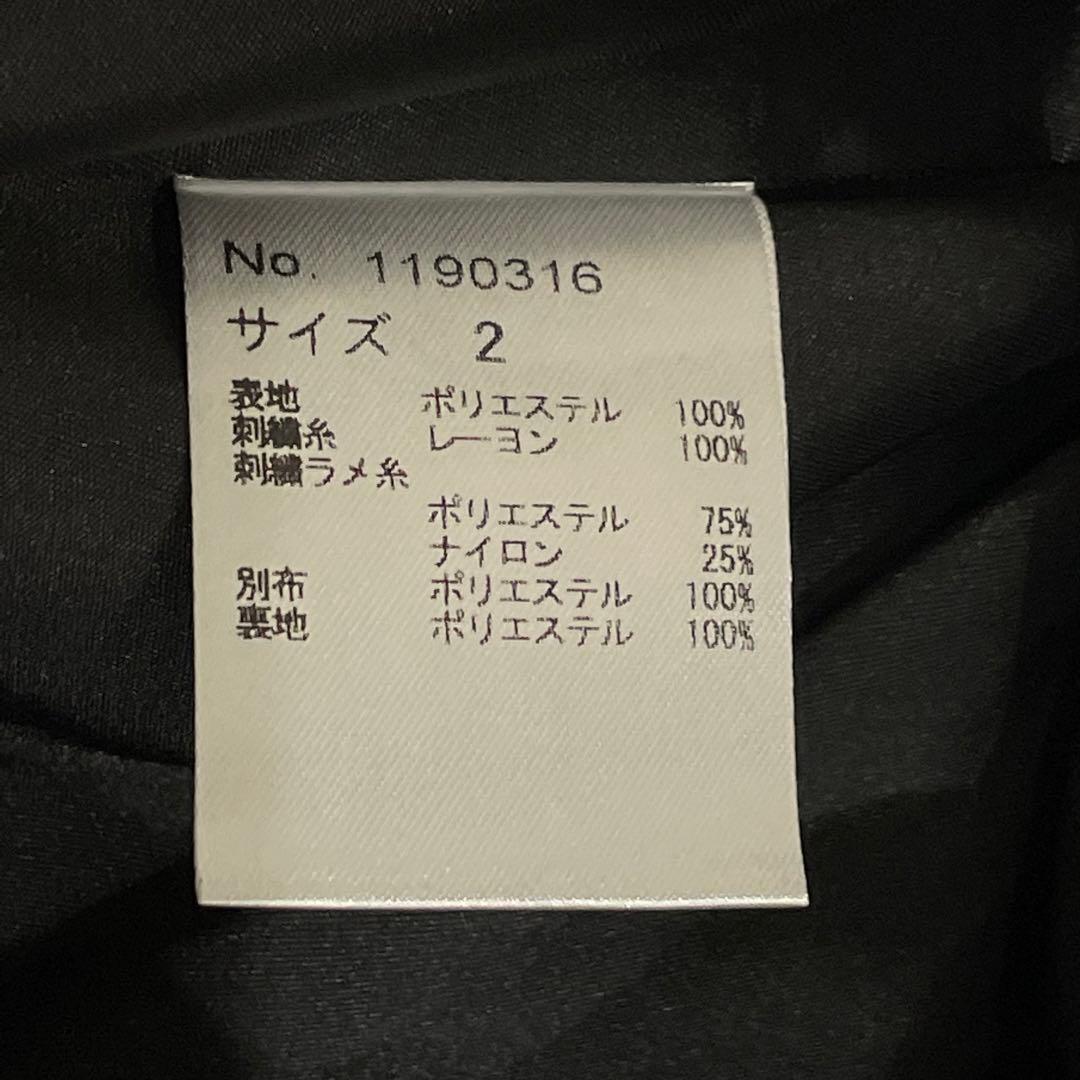 No. 1190316
サイズ 2
表地 ポリエステル 100%
刺繍糸 レーヨン 100%
刺繍ラメ糸
ポリエステル 75%
ナイロン 25%
別布 ポリエステル 100%
裏地 ポリエステル 100%